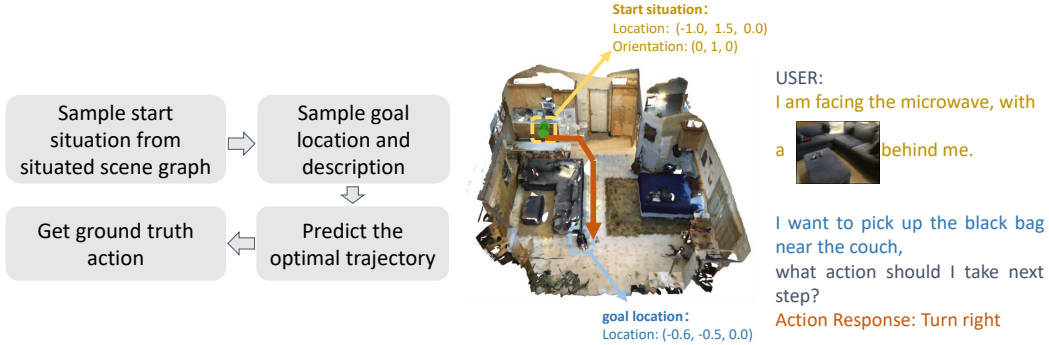 Sample start
situation from
situated scene graph
Sample goal
location and
description
Get ground truth
action
Predict the
optimal trajectory
Start situation:
Location: (-1.0, 1.5, 0.0)
Orientation: (0, 1, 0)
goal location:
Location: (-0.6, -0.5, 0.0)
USER:
I am facing the microwave, with
a behind me.
I want to pick up the black bag
near the couch,
what action should I take next
step?
Action Response: Turn right